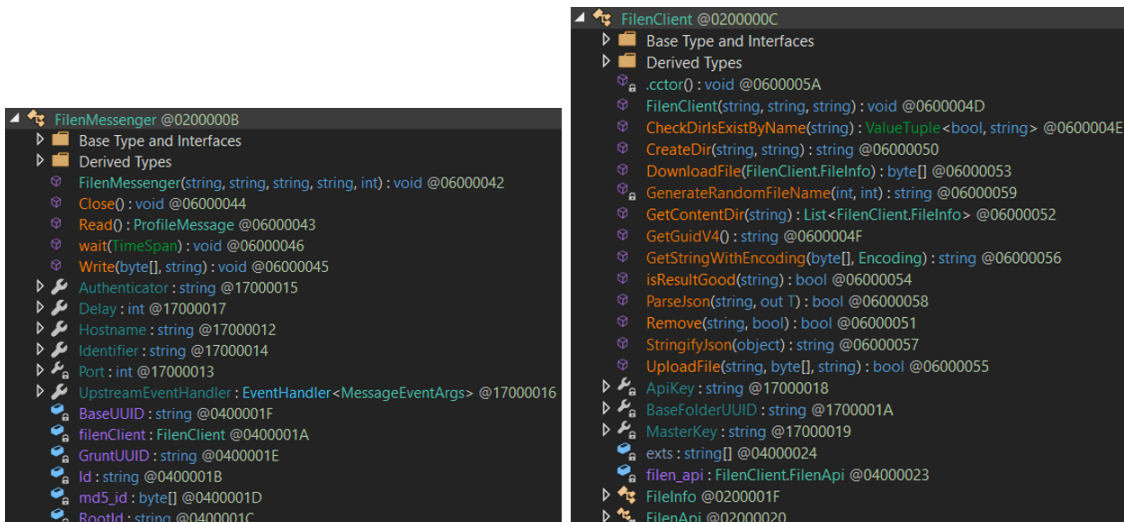 FilenMessenger @0200000B
Base Type and Interfaces
Derived Types
FilenMessenger(string, string, string, string, int) : void @06000042
Close() : void @06000044
Read() : ProfileMessage @06000043
wait(TimeSpan) : void @06000046
Write(byte[], string) : void @06000045
Authenticator : string @17000015
Delay : int @17000017
Hostname : string @17000012
Identifier : string @17000014
Port : int @17000013
UpstreamEventHandler : EventHandler<MessageEventArgs> @17000016
BaseUUID : string @0400001F
filenClient : FilenClient @0400001A
GruntUUID : string @0400001E
Id : string @0400001B
md5_id : byte[] @0400001D
RootId : string @0400001C
FilenClient @0200000C
Base Type and Interfaces
Derived Types
.cctor() : void @0600005A
FilenClient(string, string, string) : void @0600004D
CheckDirIsExistByName(string) : ValueTuple<bool, string> @0600004E
CreateDir(string, string) : string @06000050
DownloadFile(FilenClient.FileInfo) : byte[] @06000053
GenerateRandomFileName(int, int) : string @06000059
GetContentDir(string) : List<FilenClient.FileInfo> @06000052
GetGuidV4() : string @0600004F
GetStringWithEncoding(byte[], Encoding) : string @06000056
isResultGood(string) : bool @06000054
ParseJson(string, out T) : bool @06000058
Remove(string, bool) : bool @06000051
StringifyJson(object) : string @06000057
UploadFile(string, byte[], string) : bool @06000055
ApiKey : string @17000018
BaseFolderUUID : string @1700001A
MasterKey : string @17000019
exts : string[] @04000024
filen_api : FilenClient.FilenApi @04000023
FileInfo @0200001F
FilenApi @02000020